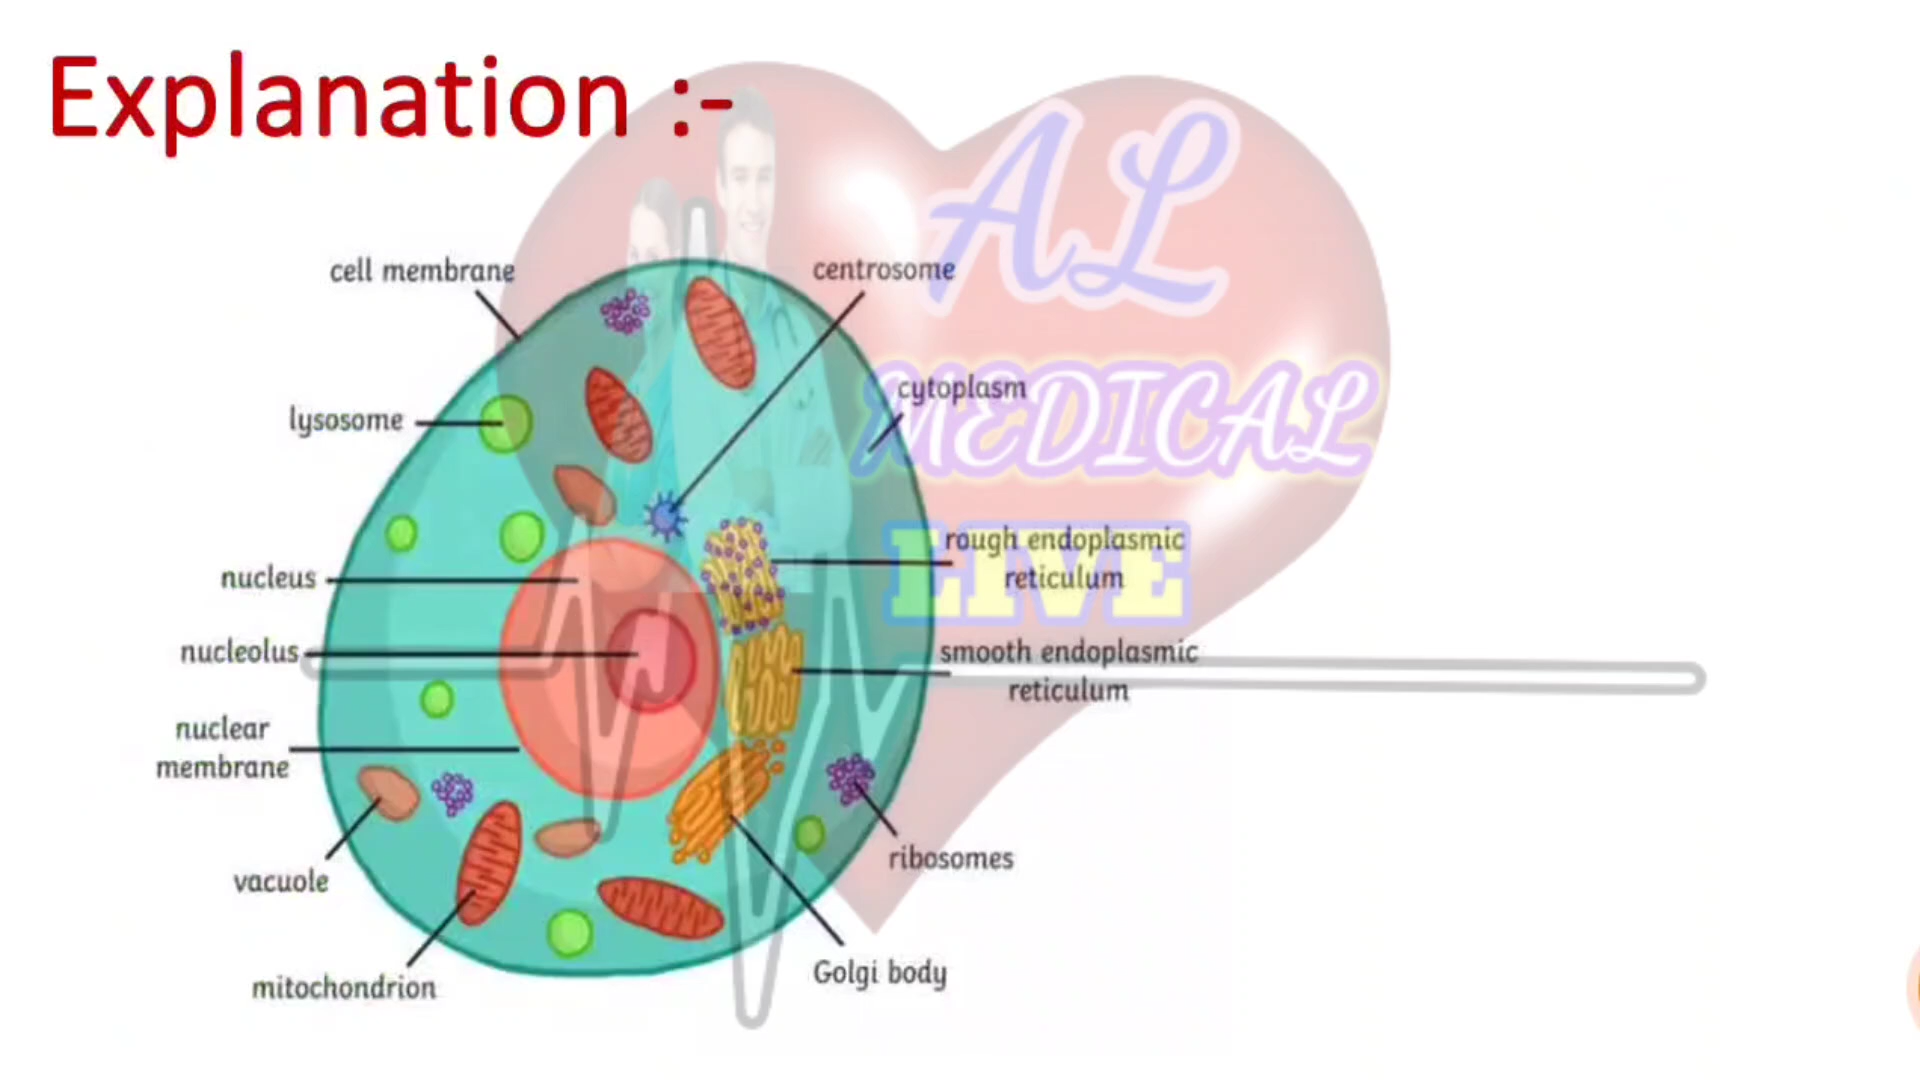 Explanation :-
AL
MEDICAL
LIVE
cell membrane
centrosome
cytoplasm
lysosome
rough endoplasmic
reticulum
nucleus
nucleolus
smooth endoplasmic
reticulum
nuclear
membrane
ribosomes
vacuole
Golgi body
mitochondrion